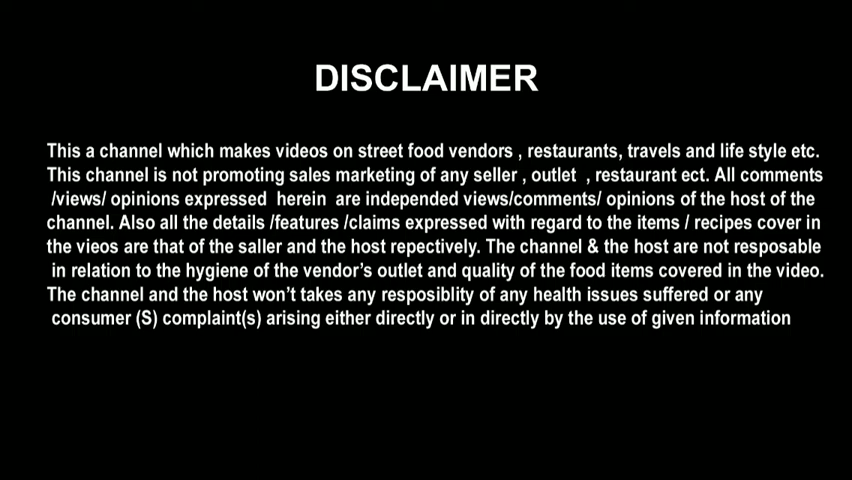 DISCLAIMER
This a channel which makes videos on street food vendors , restaurants, travels and life style etc.
This channel is not promoting sales marketing of any seller , outlet , restaurant ect. All comments
/views/ opinions expressed herein are independed views/comments/ opinions of the host of the
channel. Also all the details /features /claims expressed with regard to the items / recipes cover in
the vieos are that of the saller and the host repectively. The channel & the host are not resposable
in relation to the hygiene of the vendor's outlet and quality of the food items covered in the video.
The channel and the host won't takes any resposiblity of any health issues suffered or any
consumer (S) complaint(s) arising either directly or in directly by the use of given information